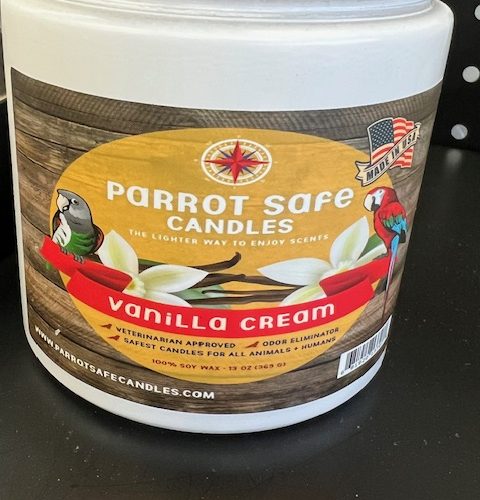 MADE IN USA
PARROT SAFE
CANDLES
THE LIGHTER WAY TO ENJOY SCENTS
VANILLA CREAM
VETERINARIAN APPROVED ODOR ELIMINATOR
SAFEST CANDLES FOR ALL ANIMALS + HUMANS
100% SOY WAX - 13 OZ (369 G)
WWW.PARROTSAFECANDLES.COM